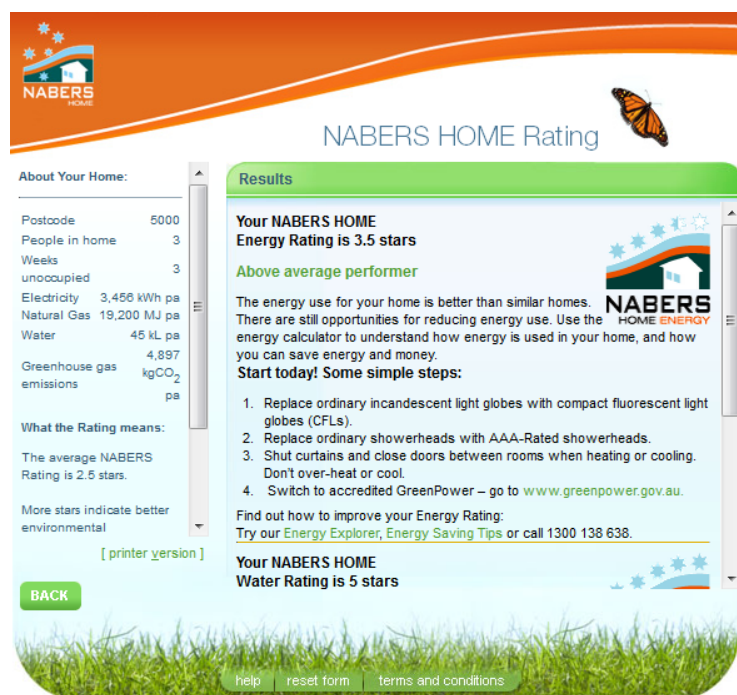 NABERS
HOME
NABERS HOME Rating
About Your Home:
Postcode 5000
People in home 3
Weeks
unoccupied 3
Electricity 3,456 kWh pa
Natural Gas 19,200 MJ pa
Water 45 kL pa
Greenhouse gas
emissions 4,897
kgCO2
pa
What the Rating means:
The average NABERS
Rating is 2.5 stars.
More stars indicate better
environmental
[ printer version ]
BACK
Results
Your NABERS HOME
Energy Rating is 3.5 stars
Above average performer
NABERS
HOME ENERGY
The energy use for your home is better than similar homes.
There are still opportunities for reducing energy use. Use the
energy calculator to understand how energy is used in your home, and how
you can save energy and money.
Start today! Some simple steps:
1. Replace ordinary incandescent light globes with compact fluorescent light
globes (CFLs).
2. Replace ordinary showerheads with AAA-Rated showerheads.
3. Shut curtains and close doors between rooms when heating or cooling.
Don't over-heat or cool.
4. Switch to accredited GreenPower – go to www.greenpower.gov.au.
Find out how to improve your Energy Rating:
Try our Energy Explorer, Energy Saving Tips or call 1300 138 638.
Your NABERS HOME
Water Rating is 5 stars
help reset form terms and conditions